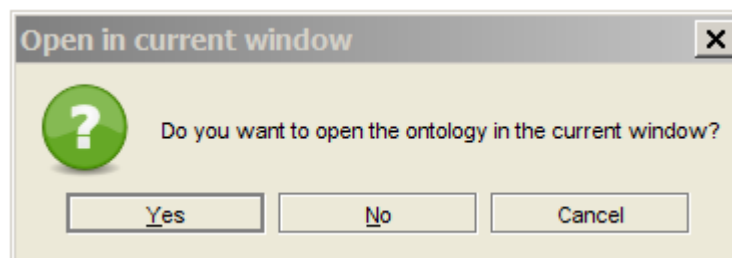 Open in current window
Do you want to open the ontology in the current window?
Yes
No
Cancel